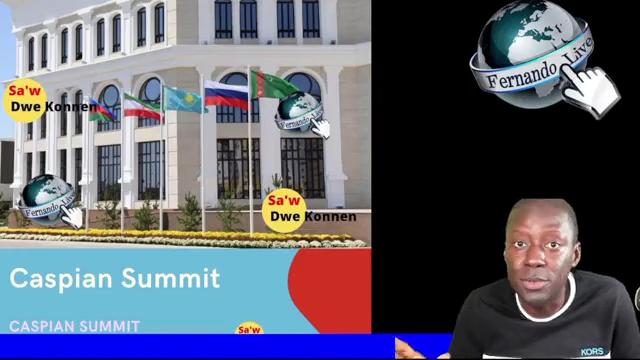 Sa'w
Dwe Konnen
Fernando Live
Fernando Live
Sa'w
Dwe Konnen
Caspian Summit
CASPIAN SUMMIT
Sa'w
Fernando Live
KORS